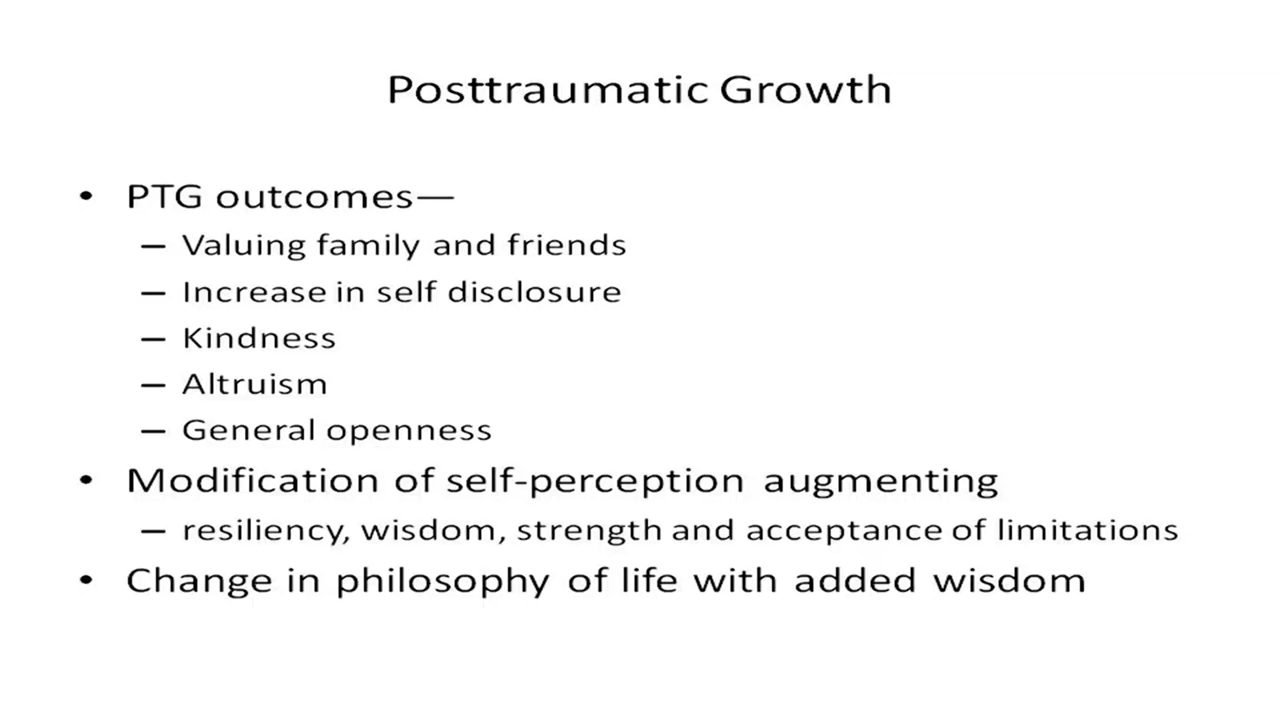 Posttraumatic Growth
• PTG outcomes—
– Valuing family and friends
– Increase in self disclosure
– Kindness
– Altruism
– General openness
• Modification of self-perception augmenting
– resiliency, wisdom, strength and acceptance of limitations
• Change in philosophy of life with added wisdom